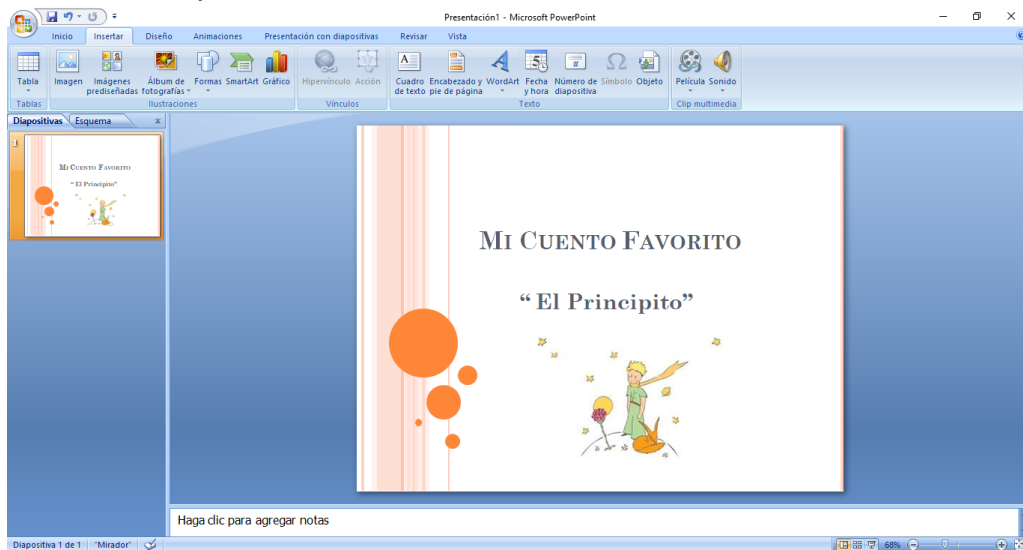 Presentación1 - Microsoft PowerPoint
Inicio Insertar Diseño Animaciones Presentación con diapositivas Revisar Vista
Tabla Imagen Imágenes prediseñadas Álbum de fotografías Formas SmartArt Gráfico Hipervínculo Acción Cuadro de texto Encabezado y pie de página WordArt Fecha y hora Número de diapositiva Símbolo Objeto Película Sonido
Tablas Ilustraciones Vínculos Texto Clip multimedia
Diapositivas Esquema x
1
MI CUENTO FAVORITO
“ El Principito”
MI CUENTO FAVORITO
“ El Principito”
Haga clic para agregar notas
Diapositiva 1 de 1 "Mirador" 68%